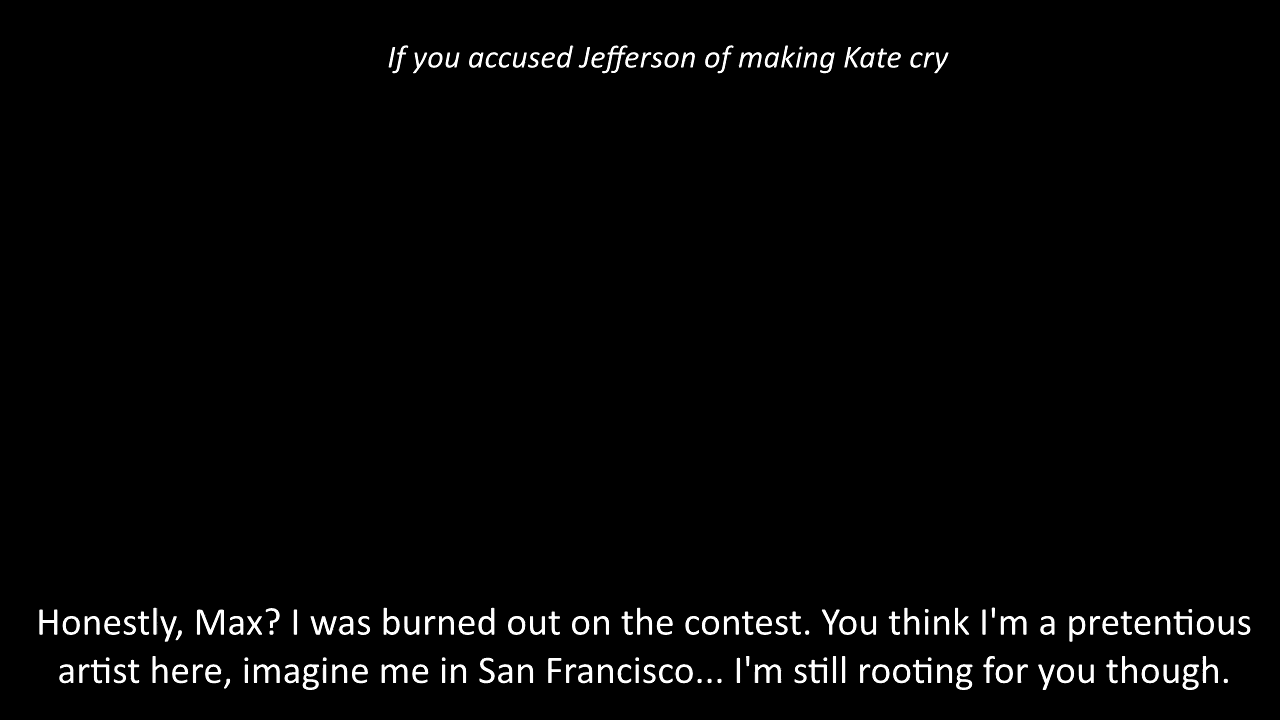 If you accused Jefferson of making Kate cry
Honestly, Max? I was burned out on the contest. You think I'm a pretentious
artist here, imagine me in San Francisco... I'm still rooting for you though.